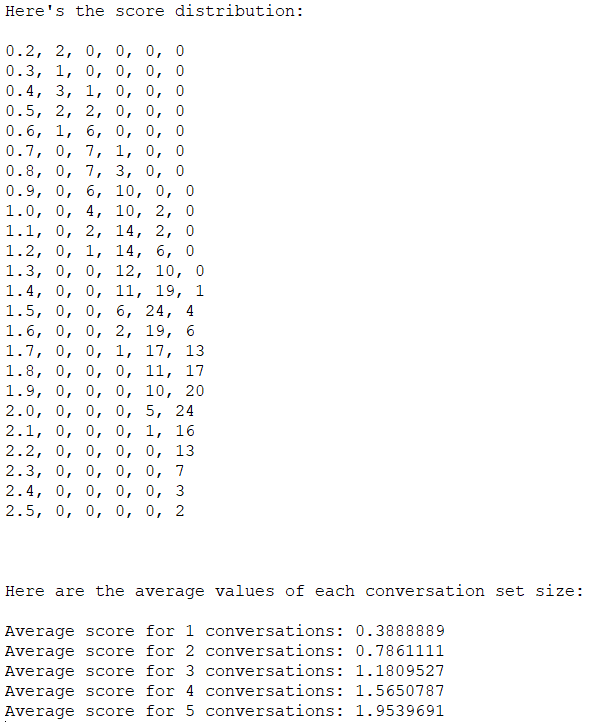 Here's the score distribution:
0.2, 2, 0, 0, 0, 0
0.3, 1, 0, 0, 0, 0
0.4, 3, 1, 0, 0, 0
0.5, 2, 2, 0, 0, 0
0.6, 1, 6, 0, 0, 0
0.7, 0, 7, 1, 0, 0
0.8, 0, 7, 3, 0, 0
0.9, 0, 6, 10, 0, 0
1.0, 0, 4, 10, 2, 0
1.1, 0, 2, 14, 2, 0
1.2, 0, 1, 14, 6, 0
1.3, 0, 0, 12, 10, 0
1.4, 0, 0, 11, 19, 1
1.5, 0, 0, 6, 24, 4
1.6, 0, 0, 2, 19, 6
1.7, 0, 0, 1, 17, 13
1.8, 0, 0, 0, 11, 17
1.9, 0, 0, 0, 10, 20
2.0, 0, 0, 0, 5, 24
2.1, 0, 0, 0, 1, 16
2.2, 0, 0, 0, 0, 13
2.3, 0, 0, 0, 0, 7
2.4, 0, 0, 0, 0, 3
2.5, 0, 0, 0, 0, 2
Here are the average values of each conversation set size:
Average score for 1 conversations: 0.3888889
Average score for 2 conversations: 0.7861111
Average score for 3 conversations: 1.1809527
Average score for 4 conversations: 1.5650787
Average score for 5 conversations: 1.9539691